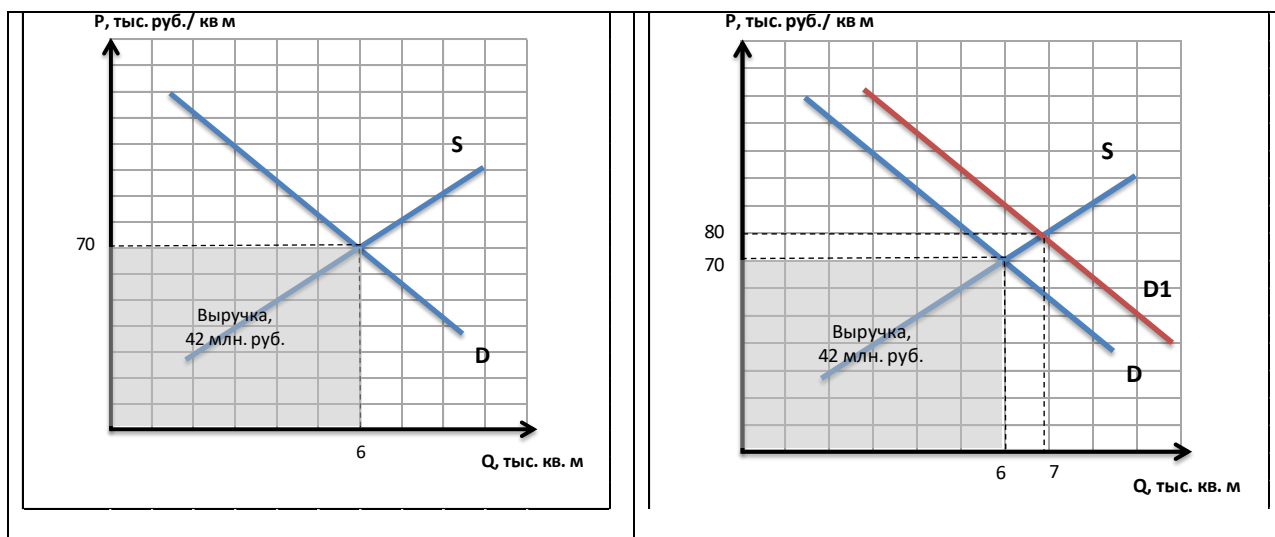 P, тыс. руб./ кв м
S
70
Выручка,
42 млн. руб.
D
6
Q, тыс. кв. м
P, тыс. руб./ кв м
S
80
70
D1
Выручка,
42 млн. руб.
D
6 7
Q, тыс. кв. м